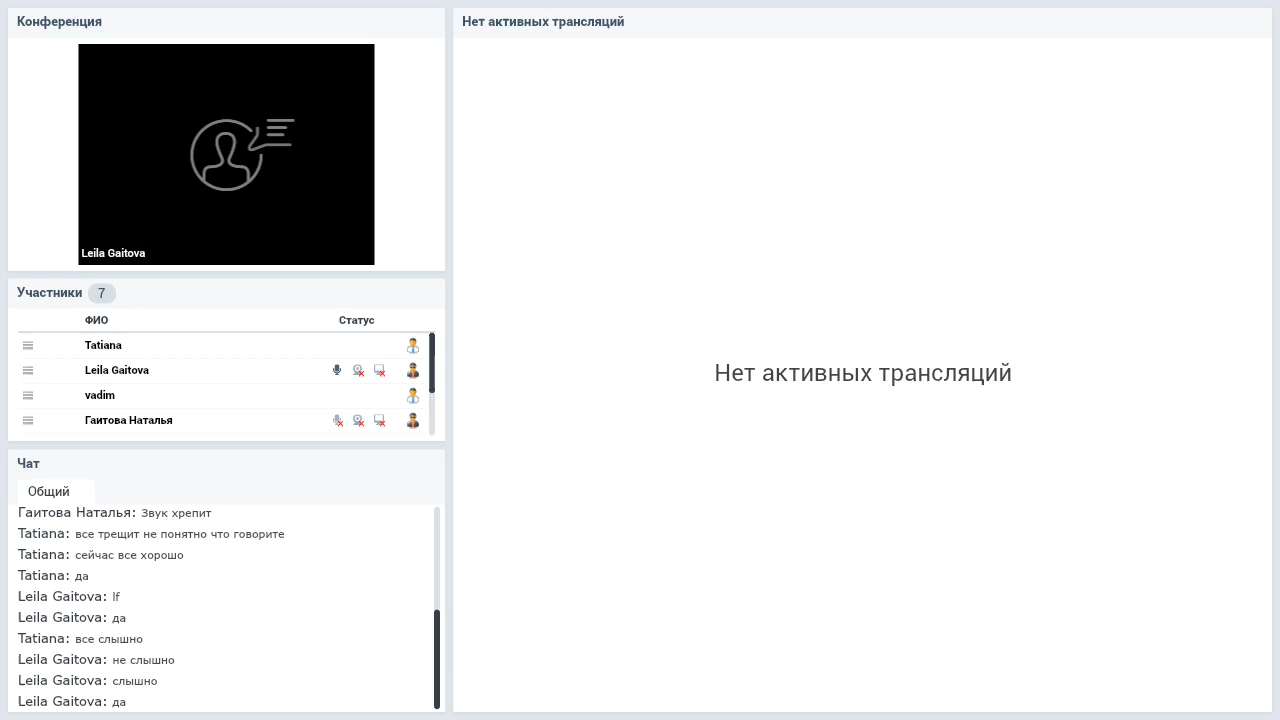 Конференция
Leila Gaitova
Участники 7
ФИО Статус
Tatiana
Leila Gaitova
vadim
Гаитова Наталья
Чат
Общий
Гаитова Наталья: Звук хрепит
Tatiana: все трещит не понятно что говорите
Tatiana: сейчас все хорошо
Tatiana: да
Leila Gaitova: lf
Leila Gaitova: да
Tatiana: все слышно
Leila Gaitova: не слышно
Leila Gaitova: слышно
Leila Gaitova: да
Нет активных трансляций
Нет активных трансляций